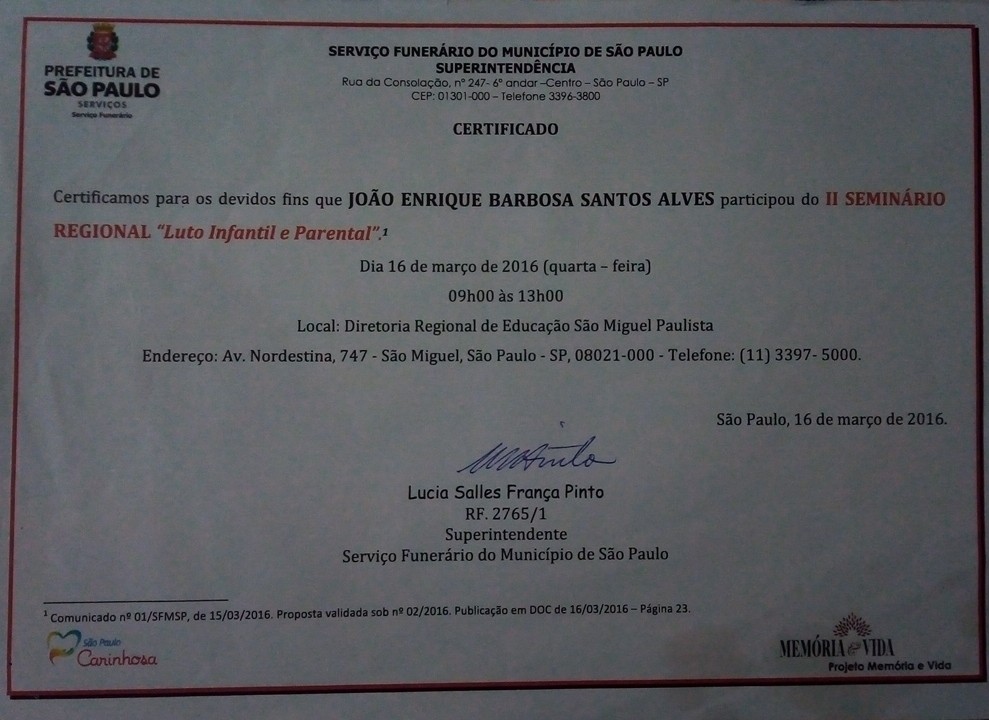 PREFEITURA DE
SÃO PAULO
SERVIÇOS
Serviço Funerário
SERVIÇO FUNERÁRIO DO MUNICÍPIO DE SÃO PAULO
SUPERINTENDÊNCIA
Rua da Consolação, nº 247- 6º andar –Centro – São Paulo – SP
CEP: 01301-000 – Telefone 3396-3800
CERTIFICADO
Certificamos para os devidos fins que JOÃO ENRIQUE BARBOSA SANTOS ALVES participou do II SEMINÁRIO
REGIONAL “Luto Infantil e Parental”.¹
Dia 16 de março de 2016 (quarta – feira)
09h00 às 13h00
Local: Diretoria Regional de Educação São Miguel Paulista
Endereço: Av. Nordestina, 747 - São Miguel, São Paulo - SP, 08021-000 - Telefone: (11) 3397- 5000.
São Paulo, 16 de março de 2016.
Lucia Salles França Pinto
RF. 2765/1
Superintendente
Serviço Funerário do Município de São Paulo
¹ Comunicado nº 01/SFMSP, de 15/03/2016. Proposta validada sob nº 02/2016. Publicação em DOC de 16/03/2016 – Página 23.
São Paulo
Carinhosa
MEMÓRIA e VIDA
Projeto Memória e Vida